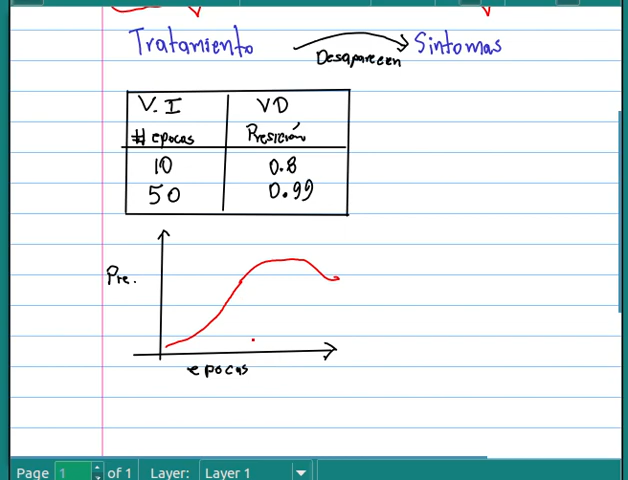 Tratamiento Desaparecen Sintomas
V.I VD
# epocas Presición
10 0.8
50 0.99
Pre.
epocas
Page 1 of 1 Layer: Layer 1